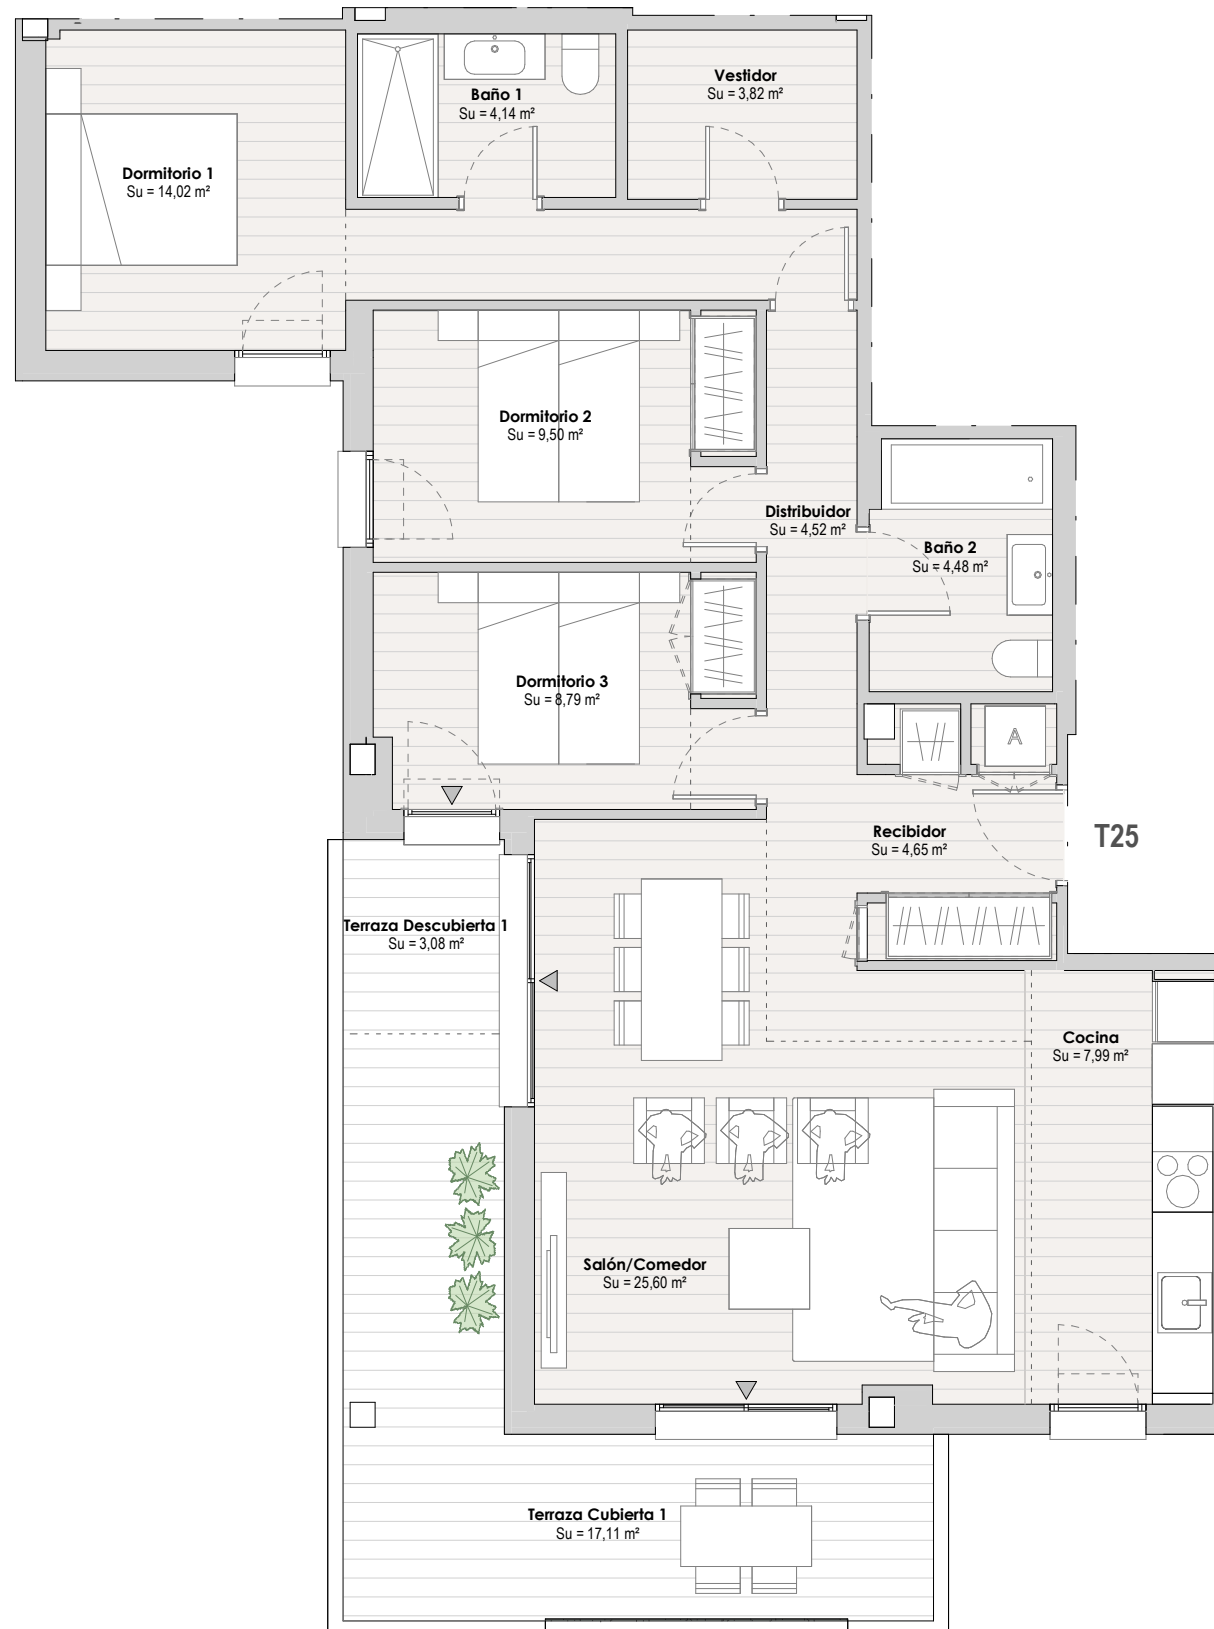 Vestidor
Su = 3,82 m²
Baño 1
Su = 4,14 m²
Dormitorio 1
Su = 14,02 m²
Dormitorio 2
Su = 9,50 m²
Distribuidor
Su = 4,52 m²
Baño 2
Su = 4,48 m²
Dormitorio 3
Su = 8,79 m²
A
Recibidor
Su = 4,65 m²
T25
Terraza Descubierta 1
Su = 3,08 m²
Cocina
Su = 7,99 m²
Salón/Comedor
Su = 25,60 m²
Terraza Cubierta 1
Su = 17,11 m²